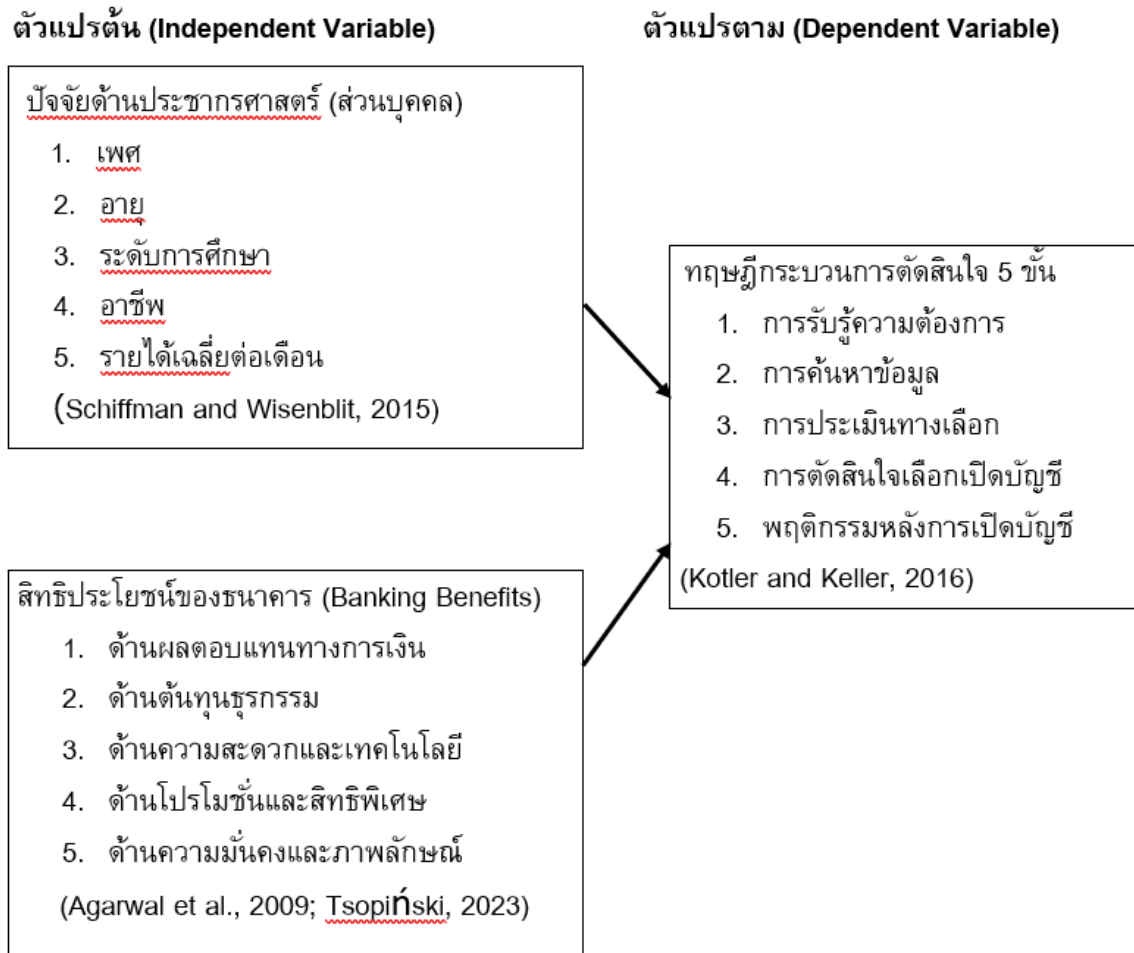 ตัวแปรต้น (Independent Variable)
ตัวแปรตาม (Dependent Variable)
ปัจจัยด้านประชากรศาสตร์ (ส่วนบุคคล)
1. เพศ
2. อายุ
3. ระดับการศึกษา
4. อาชีพ
5. รายได้เฉลี่ยต่อเดือน
(Schiffman and Wisenblit, 2015)
ทฤษฎีกระบวนการตัดสินใจ 5 ขั้น
1. การรับรู้ความต้องการ
2. การค้นหาข้อมูล
3. การประเมินทางเลือก
4. การตัดสินใจเลือกเปิดบัญชี
5. พฤติกรรมหลังการเปิดบัญชี
(Kotler and Keller, 2016)
สิทธิประโยชน์ของธนาคาร (Banking Benefits)
1. ด้านผลตอบแทนทางการเงิน
2. ด้านต้นทุนธุรกรรม
3. ด้านความสะดวกและเทคโนโลยี
4. ด้านโปรโมชั่นและสิทธิพิเศษ
5. ด้านความมั่นคงและภาพลักษณ์
(Agarwal et al., 2009; Tsopiński, 2023)